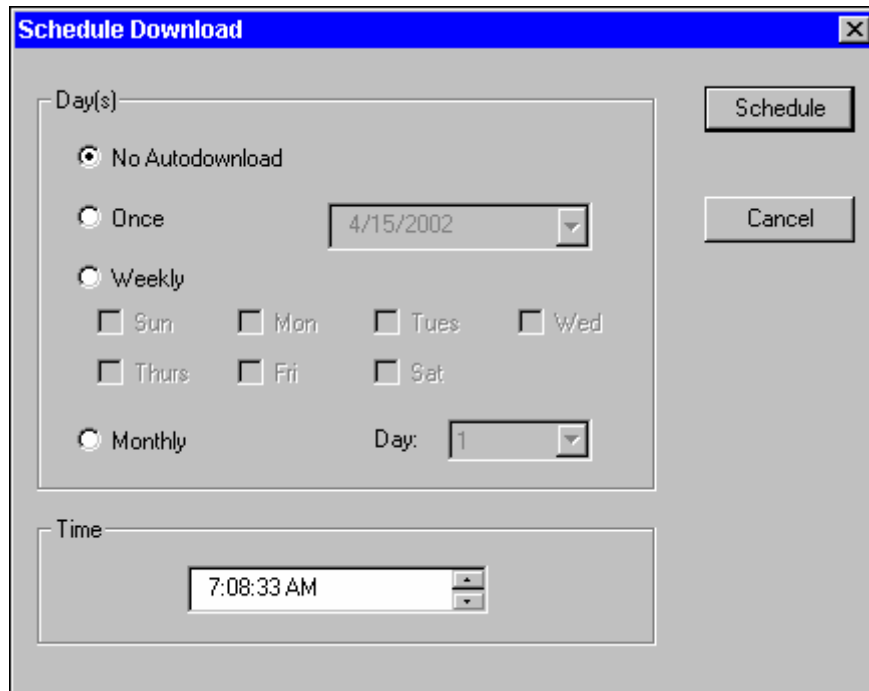 Schedule Download
Day(s)
Schedule
No Autodownload
Once 4/15/2002
Cancel
Weekly
Sun Mon Tues Wed
Thurs Fri Sat
Monthly Day: 1
Time
7:08:33 AM